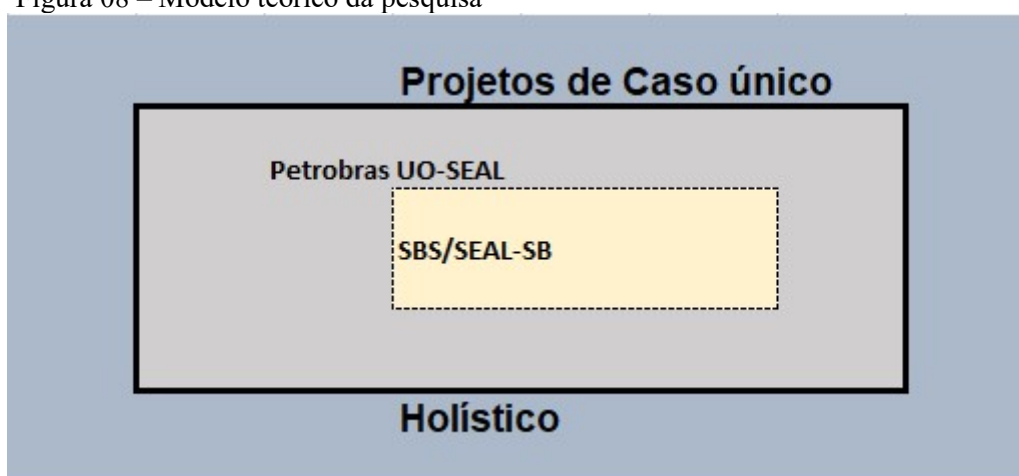 Figura 08 – Modelo teórico da pesquisa
Projetos de Caso único
Petrobras UO-SEAL
SBS/SEAL-SB
Holístico